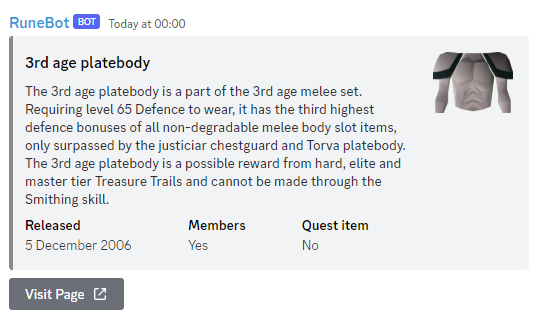 RuneBot BOT Today at 00:00
3rd age platebody
The 3rd age platebody is a part of the 3rd age melee set.
Requiring level 65 Defence to wear, it has the third highest
defence bonuses of all non-degradable melee body slot items,
only surpassed by the justiciar chestguard and Torva platebody.
The 3rd age platebody is a possible reward from hard, elite and
master tier Treasure Trails and cannot be made through the
Smithing skill.
Released Members Quest item
5 December 2006 Yes No
Visit Page